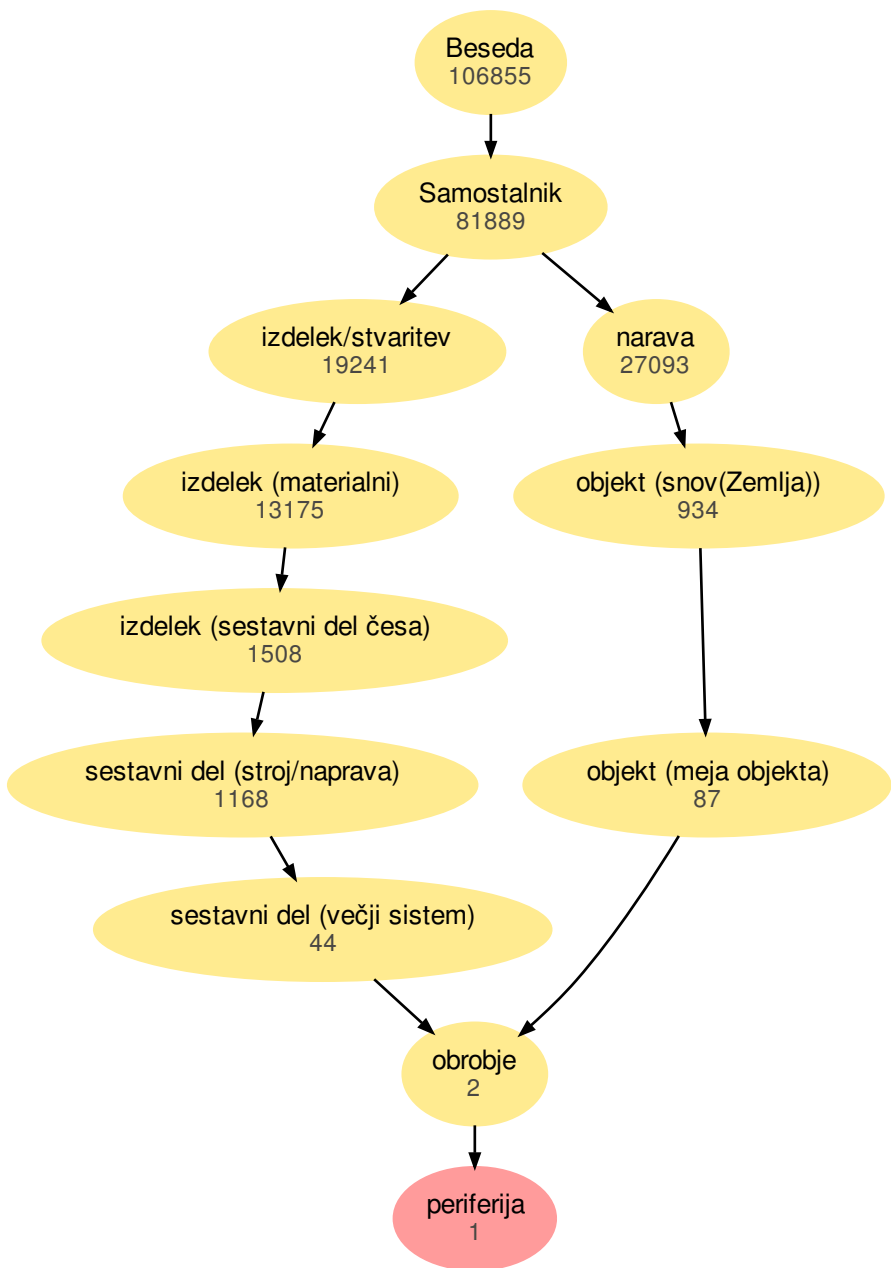 Beseda
106855
Samostalnik
81889
izdelek/stvaritev
19241
narava
27093
izdelek (materialni)
13175
objekt (snov(Zemlja))
934
izdelek (sestavni del česa)
1508
sestavni del (stroj/naprava)
1168
objekt (meja objekta)
87
sestavni del (večji sistem)
44
obrobje
2
periferija
1